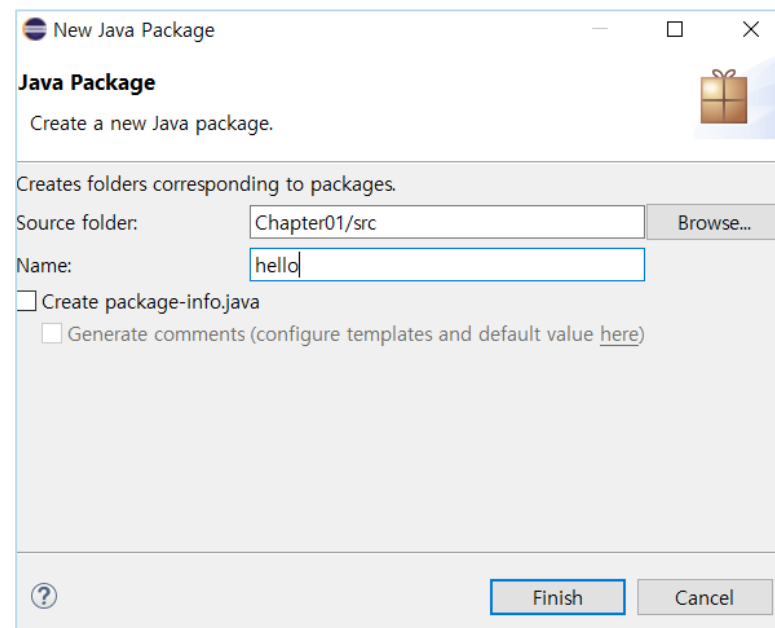 New Java Package
Java Package
Create a new Java package.
Creates folders corresponding to packages.
Source folder: Chapter01/src Browse...
Name: hello
Create package-info.java
Generate comments (configure templates and default value here)
? Finish Cancel